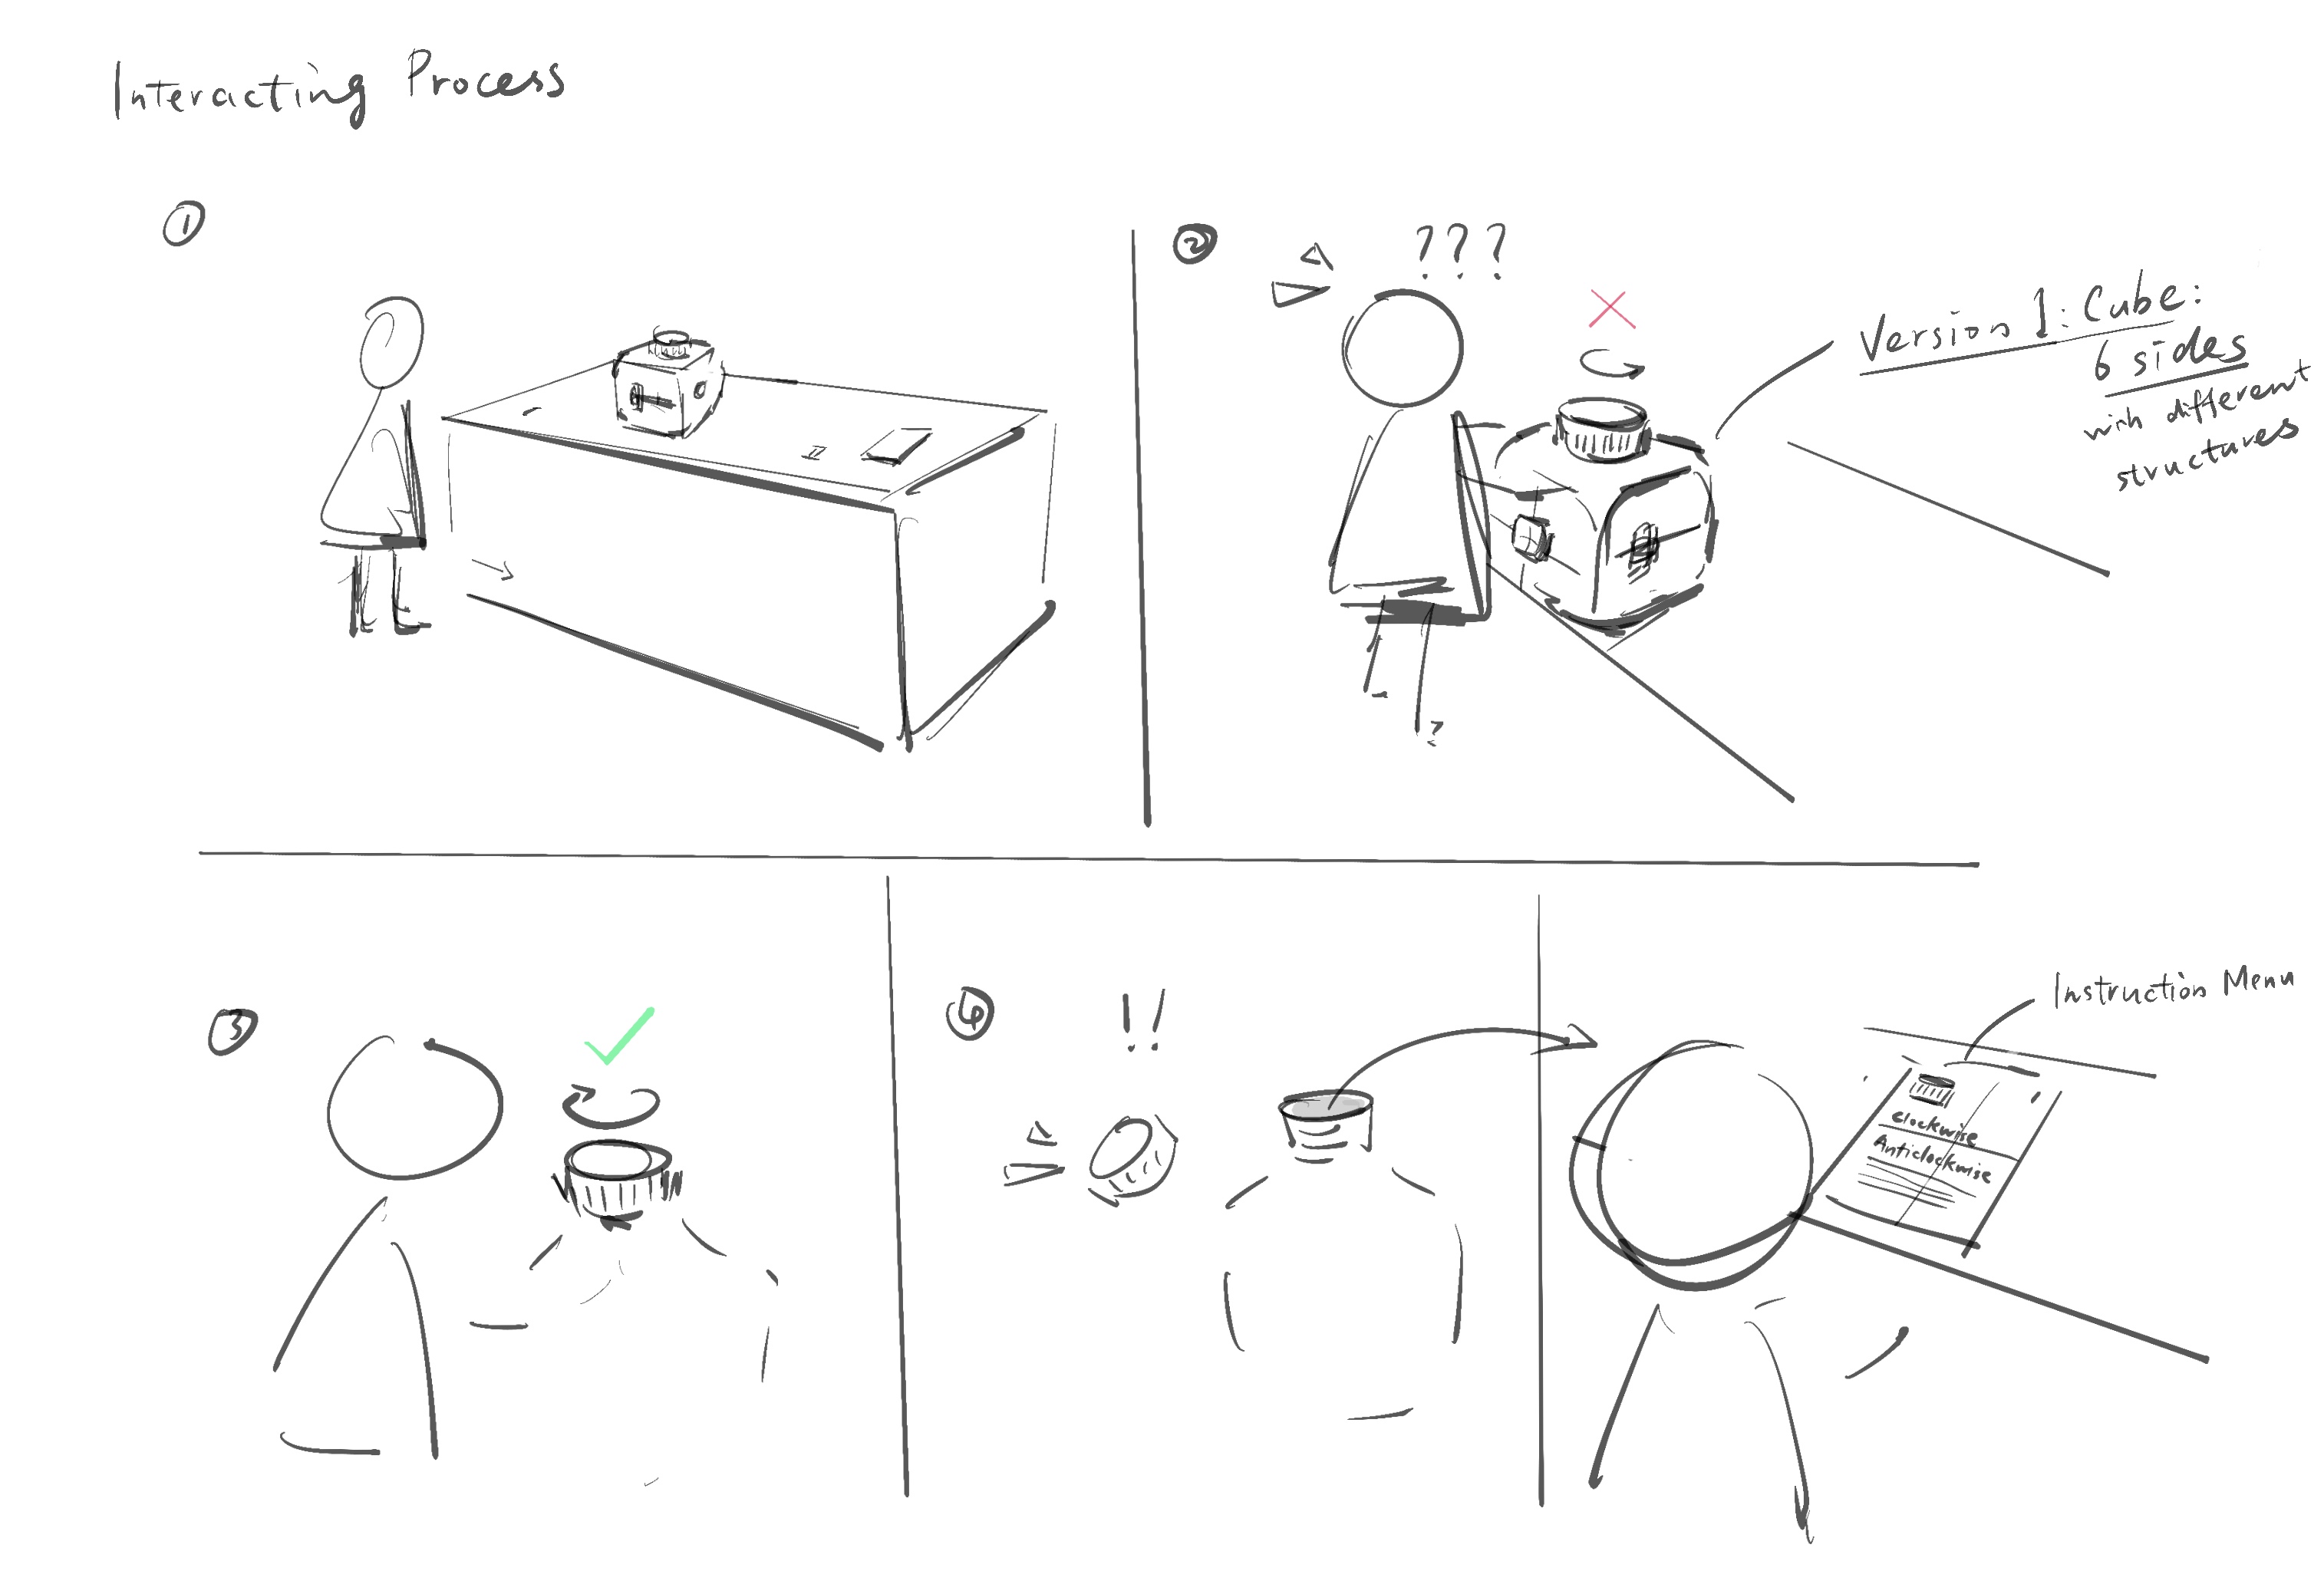 Interacting Process
①
②
???
Version 1: Cube:
6 sides
with different
structures
③
④
!!
Instruction Menu
Clockwise
Anticlockwise